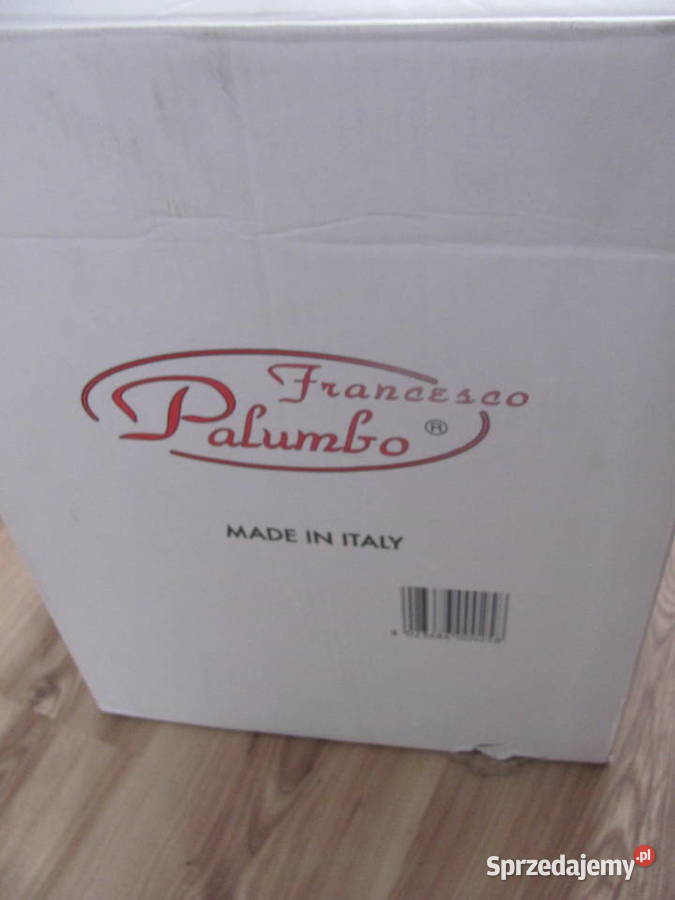 Francesco
Palumbo ®
MADE IN ITALY
Sprzedajemy.pl